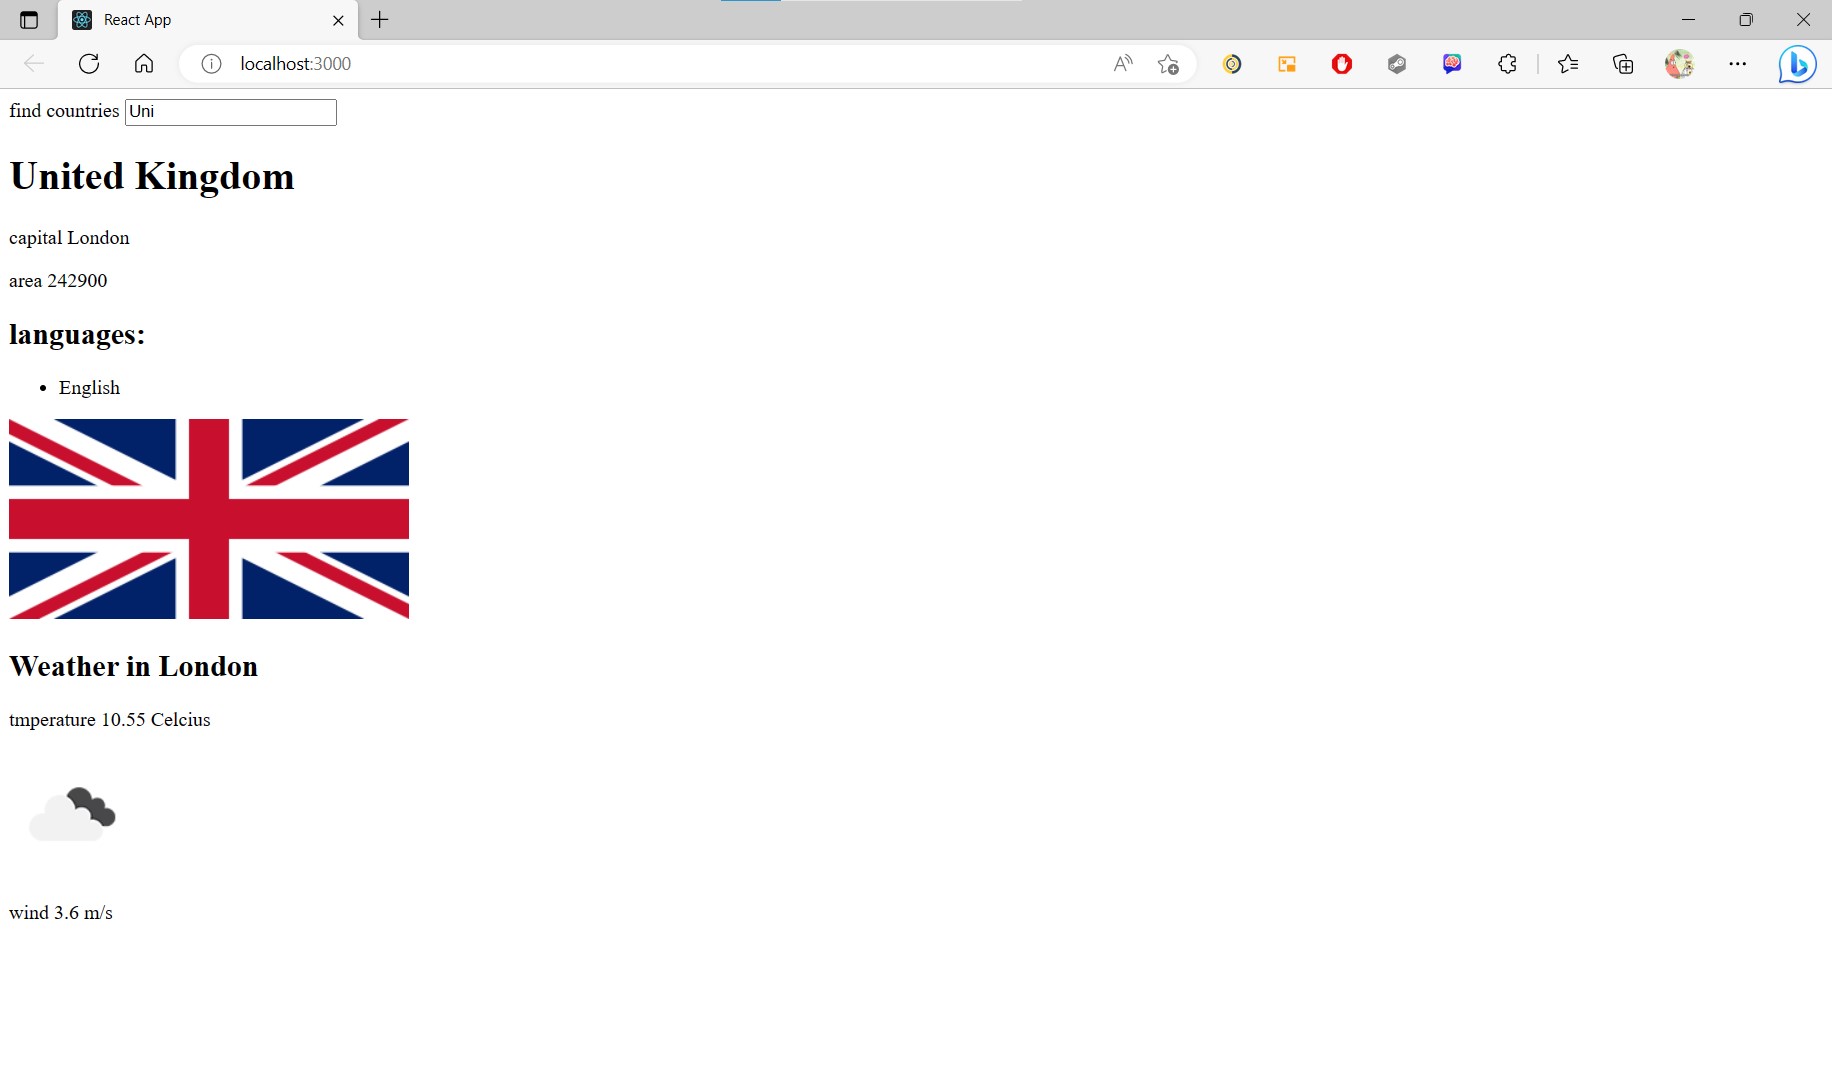 React App
localhost:3000
find countries Uni
United Kingdom
capital London
area 242900
languages:
• English
Weather in London
tmperature 10.55 Celcius
wind 3.6 m/s